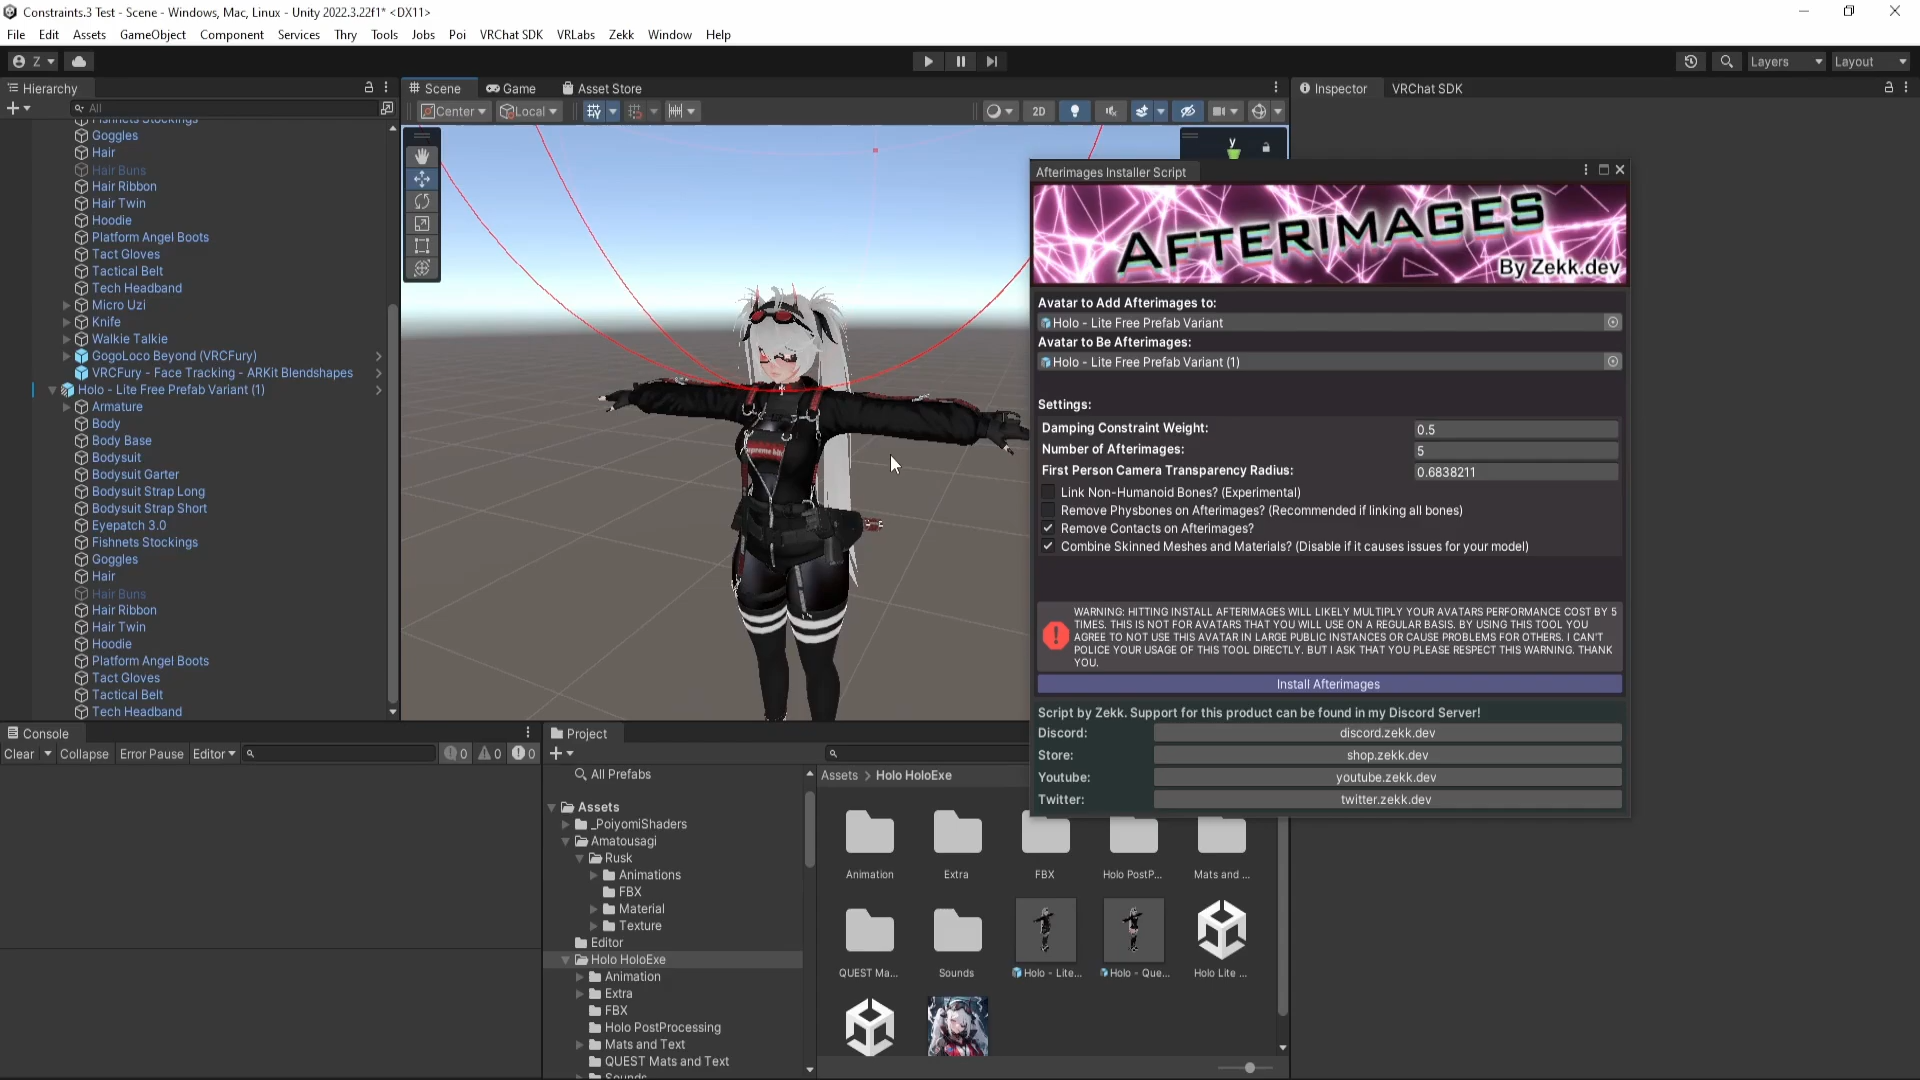 Constraints.3 Test - Scene - Windows, Mac, Linux - Unity 2022.3.22f1* <DX11>
File Edit Assets GameObject Component Services Thry Tools Jobs Poi VRChat SDK VRLabs Zekk Window Help
Z
Layers
Layout
Hierarchy
All
Fishnets Stockings
Goggles
Hair
Hair Buns
Hair Ribbon
Hair Twin
Hoodie
Platform Angel Boots
Tact Gloves
Tactical Belt
Tech Headband
Micro Uzi
Knife
Walkie Talkie
GogoLoco Beyond (VRCFury)
VRCFury - Face Tracking - ARKit Blendshapes
Holo - Lite Free Prefab Variant (1)
Armature
Body
Body Base
Bodysuit
Bodysuit Garter
Bodysuit Strap Long
Bodysuit Strap Short
Eyepatch 3.0
Fishnets Stockings
Goggles
Hair
Hair Buns
Hair Ribbon
Hair Twin
Hoodie
Platform Angel Boots
Tact Gloves
Tactical Belt
Tech Headband
Scene
Game
Asset Store
Center
Local
2D
y
Inspector
VRChat SDK
Afterimages Installer Script
AFTERIMAGES
By Zekk.dev
Avatar to Add Afterimages to:
Holo - Lite Free Prefab Variant
Avatar to Be Afterimages:
Holo - Lite Free Prefab Variant (1)
Settings:
Damping Constraint Weight: 0.5
Number of Afterimages: 5
First Person Camera Transparency Radius: 0.6838211
Link Non-Humanoid Bones? (Experimental)
Remove Physbones on Afterimages? (Recommended if linking all bones)
Remove Contacts on Afterimages?
Combine Skinned Meshes and Materials? (Disable if it causes issues for your model)
WARNING: HITTING INSTALL AFTERIMAGES WILL LIKELY MULTIPLY YOUR AVATARS PERFORMANCE COST BY 5
TIMES. THIS IS NOT FOR AVATARS THAT YOU WILL USE ON A REGULAR BASIS. BY USING THIS TOOL YOU
AGREE TO NOT USE THIS AVATAR IN LARGE PUBLIC INSTANCES OR CAUSE PROBLEMS FOR OTHERS. I CAN'T
POLICE YOUR USAGE OF THIS TOOL DIRECTLY. BUT I ASK THAT YOU PLEASE RESPECT THIS WARNING. THANK
YOU.
Install Afterimages
Script by Zekk. Support for this product can be found in my Discord Server!
Discord: discord.zekk.dev
Store: shop.zekk.dev
Youtube: youtube.zekk.dev
Twitter: twitter.zekk.dev
Console
Clear Collapse Error Pause Editor
0 0 0
Project
All Prefabs
Assets
_PoiyomiShaders
Amatousagi
Rusk
Animations
FBX
Material
Texture
Editor
Holo HoloExe
Animation
Extra
FBX
Holo PostProcessing
Mats and Text
QUEST Mats and Text
Sounds
Assets > Holo HoloExe
Animation
Extra
FBX
Holo PostP...
Mats and ...
QUEST Ma...
Sounds
Holo - Lite...
Holo - Que...
Holo Lite ...